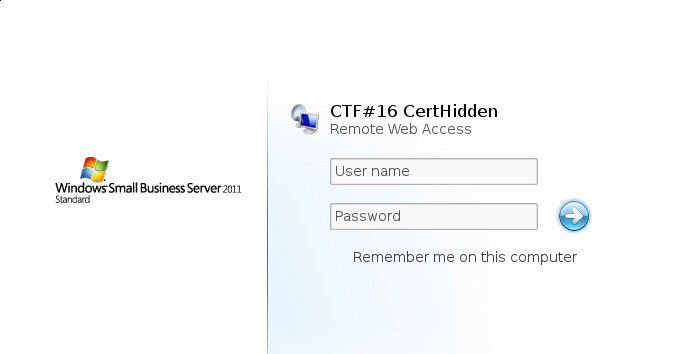 Windows Small Business Server 2011
Standard
CTF#16 CertHidden
Remote Web Access
User name
Password
Remember me on this computer